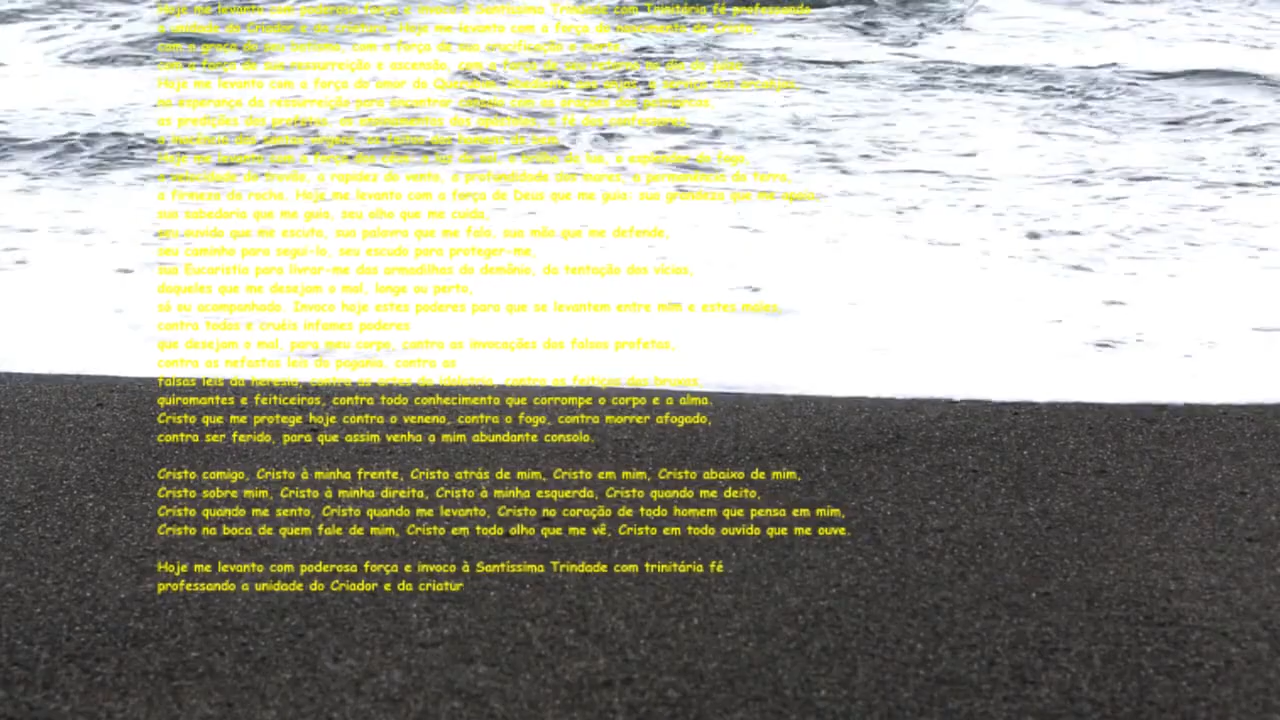 Hoje me levanto com poderosa força e invoco à Santíssima Trindade com Trinitária fé professando
a unidade do Criador e da criatura. Hoje me levanto com a força do nascimento de Cristo,
com a graça do seu batismo, com a força de sua crucificação e morte,
com a força de sua ressurreição e ascensão, com a força de seu retorno no dia do juízo.
Hoje me levanto com a força do amor do Querubim, obediente aos anjos, a serviço dos arcanjos,
na esperança da ressurreição para encontrar com as orações dos patriarcas,
as predições dos profetas, os ensinamentos dos apóstolos, a fé dos confessores,
a inocência das santas virgens, os feitos dos homens de bem.
Hoje me levanto com a força dos céus: a luz do sol, o brilho da lua, o esplendor do fogo,
a velocidade do trovão, a rapidez do vento, a profundidade dos mares, a permanência da terra,
a firmeza da rocha. Hoje me levanto com a força de Deus que me guia: sua grandeza que me apoia,
sua sabedoria que me guia, seu olho que me cuida,
seu ouvido que me escuta, sua palavra que me fala, sua mão que me defende,
seu caminho para segui-lo, seu escudo para proteger-me,
sua Eucaristia para livrar-me das armadilhas do demônio, da tentação dos vícios,
daqueles que me desejam o mal, longe ou perto,
só ou acompanhado. Invoco hoje estes poderes para que se levantem entre mim e estes males,
contra todos e cruéis infames poderes
que desejam o mal, para meu corpo, contra as invocações dos falsos profetas,
contra as nefastas leis da pagania, contra as
falsas leis da heresia, contra as artes da idolatria, contra os feitiços das bruxas,
quiromantes e feiticeiros, contra todo conhecimento que corrompe o corpo e a alma.
Cristo que me protege hoje contra o veneno, contra o fogo, contra morrer afogado,
contra ser ferido, para que assim venha a mim abundante consolo.
Cristo comigo, Cristo à minha frente, Cristo atrás de mim, Cristo em mim, Cristo abaixo de mim,
Cristo sobre mim, Cristo à minha direita, Cristo à minha esquerda, Cristo quando me deito,
Cristo quando me sento, Cristo quando me levanto, Cristo no coração de todo homem que pensa em mim,
Cristo na boca de quem fale de mim, Cristo em todo olho que me vê, Cristo em todo ouvido que me ouve.
Hoje me levanto com poderosa força e invoco à Santíssima Trindade com trinitária fé
professando a unidade do Criador e da criatur